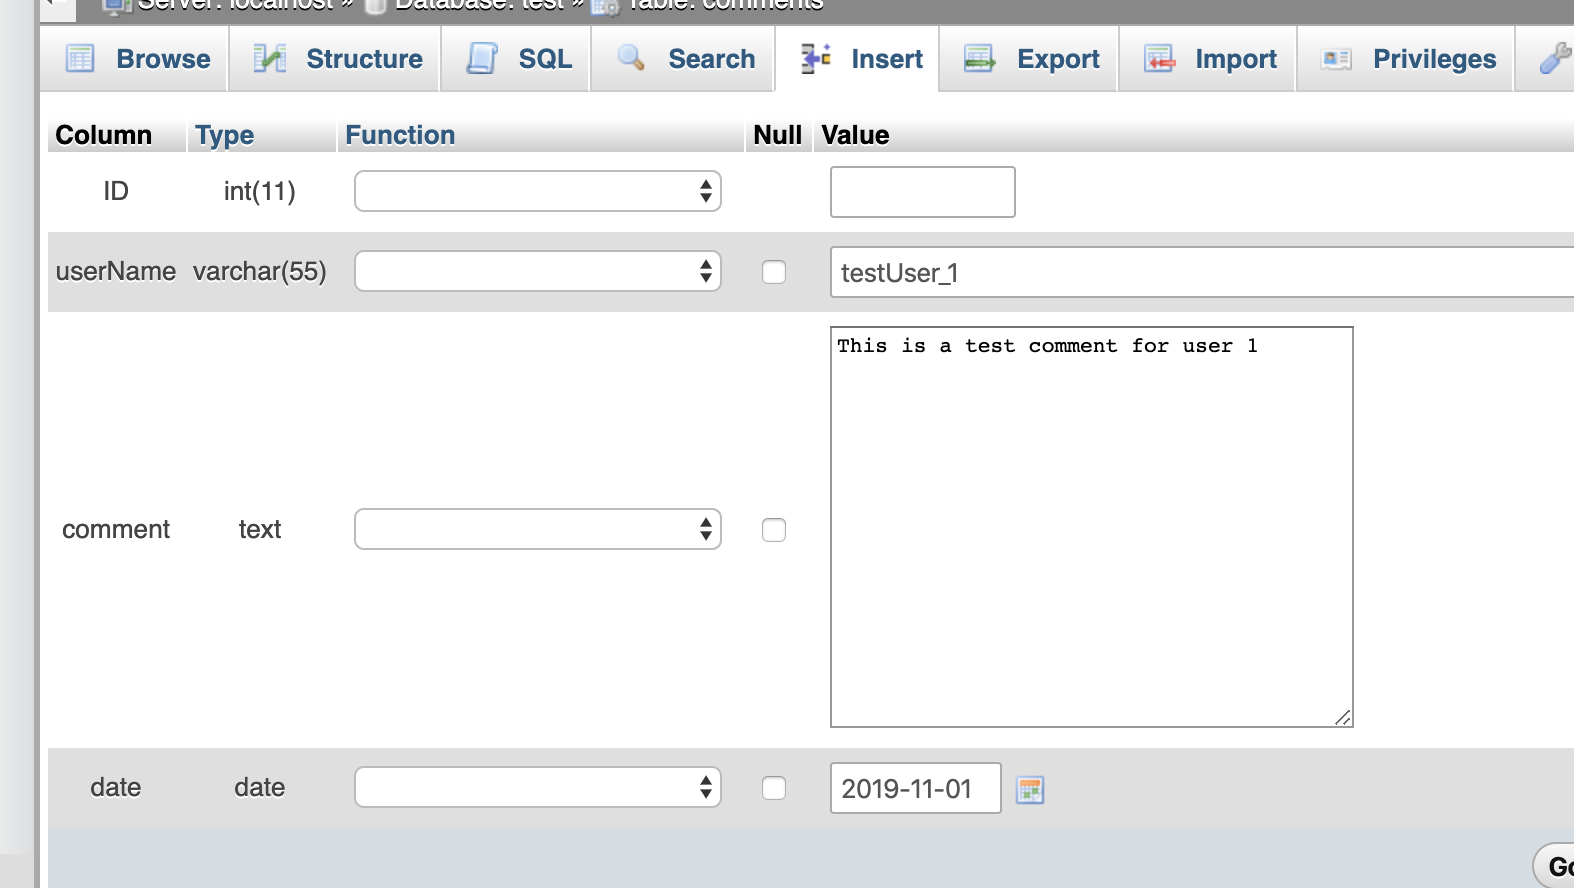 Server: localhost » Database: test » Table: comments
Browse Structure SQL Search Insert Export Import Privileges
Column Type Function Null Value
ID int(11)
userName varchar(55) testUser_1
This is a test comment for user 1
comment text
date date 2019-11-01
Go